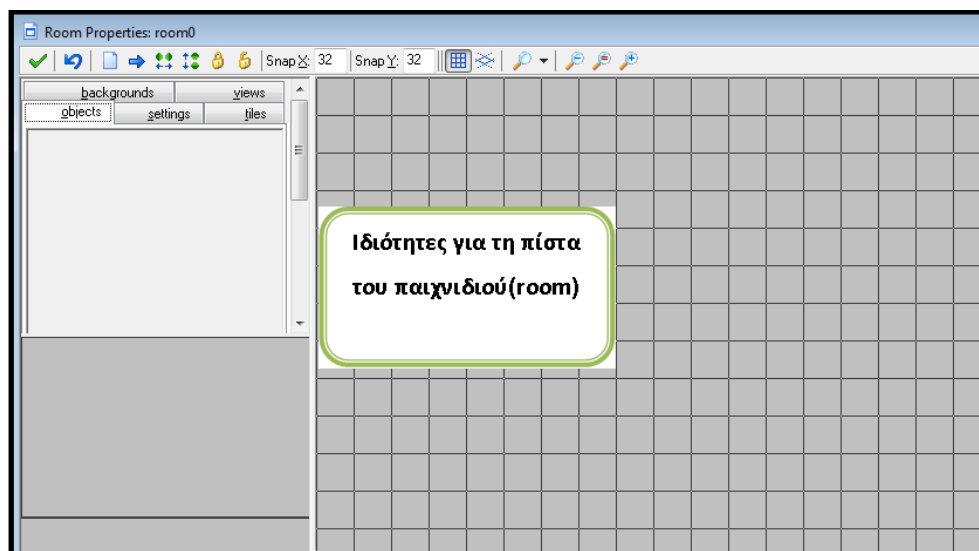 Room Properties: room0
Snap X: 32 Snap Y: 32
backgrounds views
objects settings tiles
Ιδιότητες για τη πίστα
του παιχνιδιού(room)